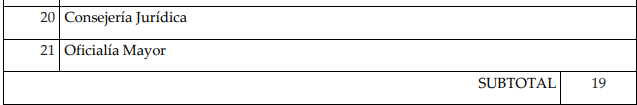 20 Consejería Jurídica
21 Oficialía Mayor
SUBTOTAL 19